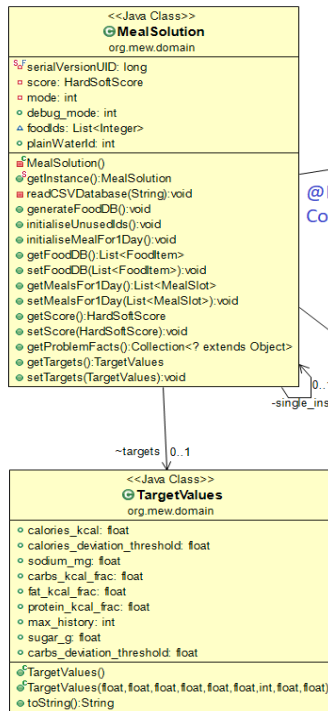 <<Java Class>>
MealSolution
org.mew.domain
serialVersionUID: long
score: HardSoftScore
mode: int
debug_mode: int
foodIds: List<Integer>
plainWaterId: int
MealSolution()
getInstance():MealSolution
readCSVDatabase(String):void
generateFoodDB():void
initialiseUnusedIds():void
initialiseMealFor1Day():void
getFoodDB():List<FoodItem>
setFoodDB(List<FoodItem>):void
getMealsFor1Day():List<MealSlot>
setMealsFor1Day(List<MealSlot>):void
getScore():HardSoftScore
setScore(HardSoftScore):void
getProblemFacts():Collection<? extends Object>
getTargets():TargetValues
setTargets(TargetValues):void
Co
0..
-single_ins
~targets 0..1
<<Java Class>>
TargetValues
org.mew.domain
calories_kcal: float
calories_deviation_threshold: float
sodium_mg: float
carbs_kcal_frac: float
fat_kcal_frac: float
protein_kcal_frac: float
max_history: int
sugar_g: float
carbs_deviation_threshold: float
TargetValues()
TargetValues(float,float,float,float,float,float,int,float,float)
toString():String